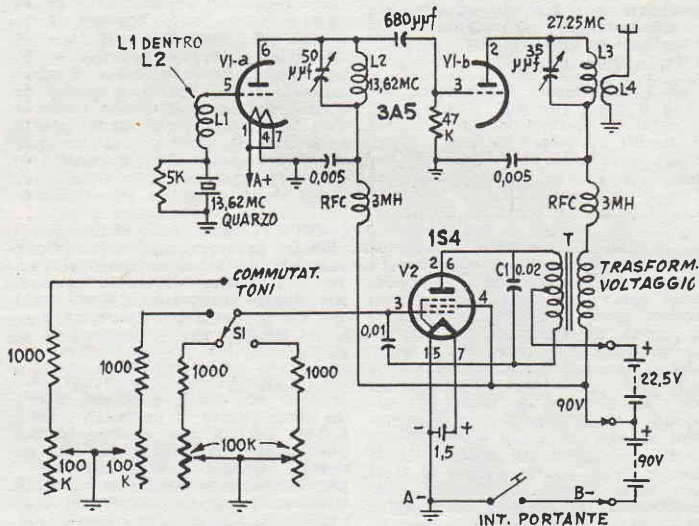 680µµf
27.25MC
L1 DENTRO
L2
V1-a
6
50
µµf
L2
13,62MC
V1-b
2
35
µµf
L3
L4
5
3
3A5
L1
1
4
7
47
K
A+
0,005
0,005
5K
13,62MC
QUARZO
RFC
3MH
RFC
3MH
1S4
T
COMMUTAT.
TONI
V2
2
6
C1
0.02
TRASFORM.
VOLTAGGIO
3
4
S1
0,01
1,5
7
+
1000
1000
1000
1000
22,5V
90V
100K
-
+
+
1,5
100
K
100
K
90V
A-
B-
INT. PORTANTE